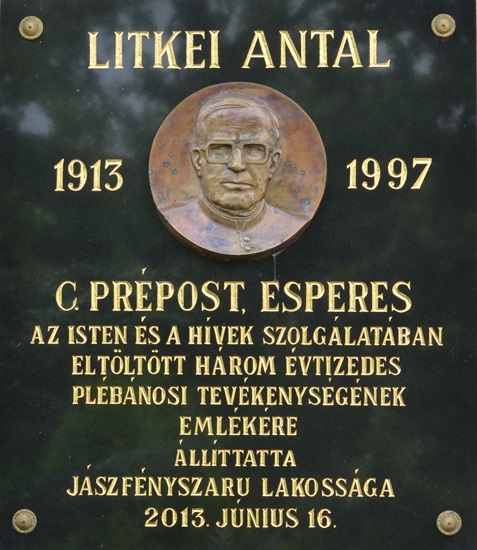 LITKEI ANTAL
1913 1997
C. PRÉPOST, ESPERES
AZ ISTEN ÉS A HÍVEK SZOLGÁLATÁBAN
ELTÖLTÖTT HÁROM ÉVTIZEDES
PLÉBÁNOSI TEVÉKENYSÉGÉNEK
EMLÉKÉRE
ÁLLÍTTATTA
JÁSZFÉNYSZARU LAKOSSÁGA
2013. JÚNIUS 16.